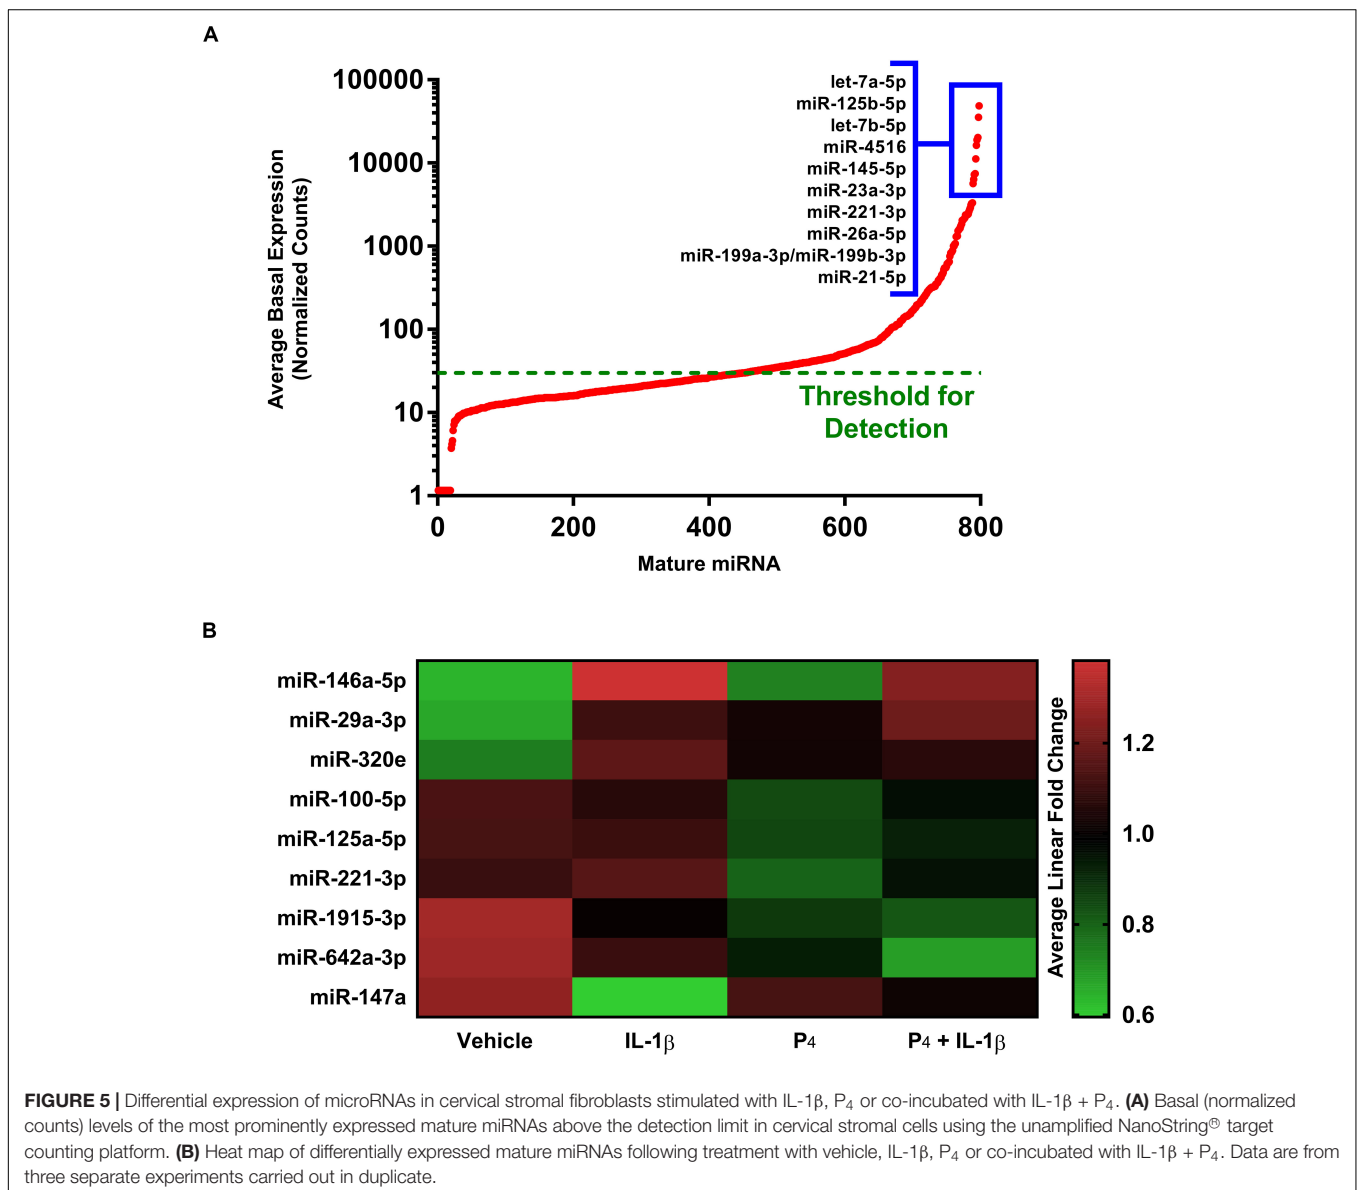 A
100000
10000
1000
100
10
1
Average Basal Expression
(Normalized Counts)
let-7a-5p
miR-125b-5p
let-7b-5p
miR-4516
miR-145-5p
miR-23a-3p
miR-221-3p
miR-26a-5p
miR-199a-3p/miR-199b-3p
miR-21-5p
Threshold for
Detection
0 200 400 600 800
Mature miRNA
B
miR-146a-5p
miR-29a-3p
miR-320e
miR-100-5p
miR-125a-5p
miR-221-3p
miR-1915-3p
miR-642a-3p
miR-147a
Vehicle IL-1β P4 P4 + IL-1β
Average Linear Fold Change
1.2
1.0
0.8
0.6
FIGURE 5 | Differential expression of microRNAs in cervical stromal fibroblasts stimulated with IL-1β, P4 or co-incubated with IL-1β + P4. (A) Basal (normalized
counts) levels of the most prominently expressed mature miRNAs above the detection limit in cervical stromal cells using the unamplified NanoString® target
counting platform. (B) Heat map of differentially expressed mature miRNAs following treatment with vehicle, IL-1β, P4 or co-incubated with IL-1β + P4. Data are from
three separate experiments carried out in duplicate.